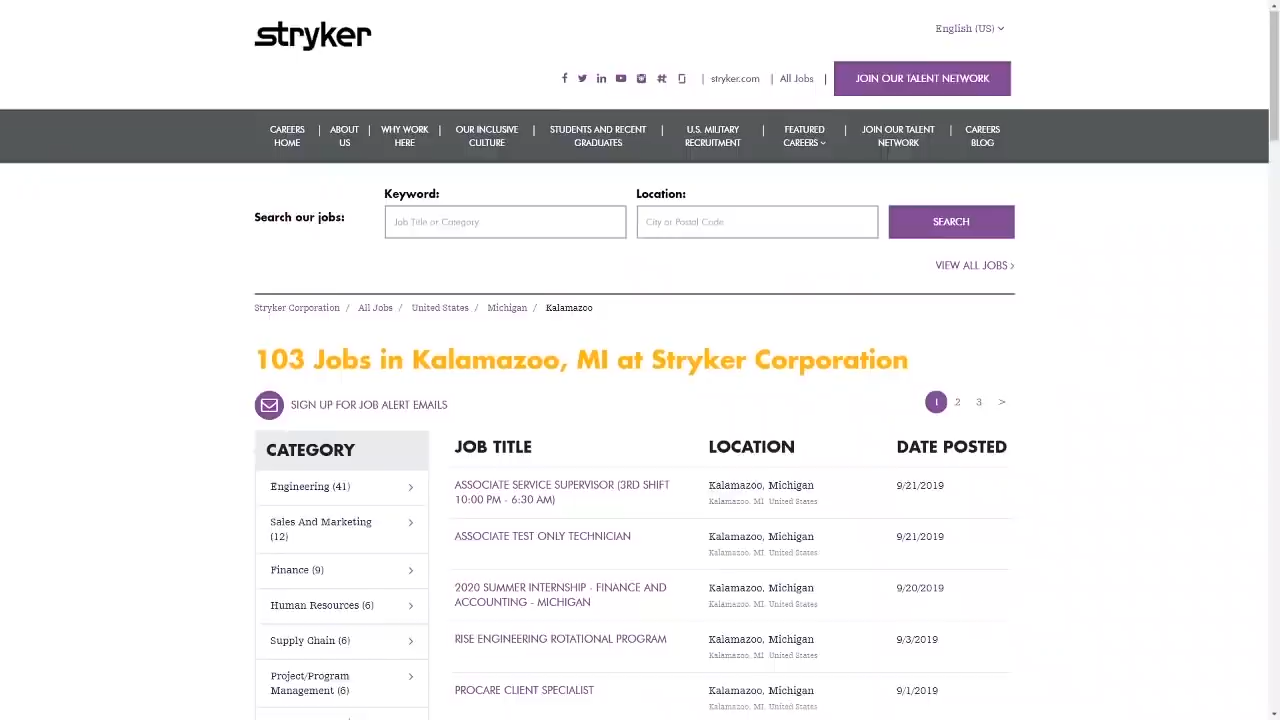 stryker
English (US)
stryker.com | All Jobs | JOIN OUR TALENT NETWORK
CAREERS HOME | ABOUT US | WHY WORK HERE | OUR INCLUSIVE CULTURE | STUDENTS AND RECENT GRADUATES | U.S. MILITARY RECRUITMENT | FEATURED CAREERS | JOIN OUR TALENT NETWORK | CAREERS BLOG
Search our jobs:
Keyword:
Job Title or Category
Location:
City or Postal Code
SEARCH
VIEW ALL JOBS >
Stryker Corporation / All Jobs / United States / Michigan / Kalamazoo
103 Jobs in Kalamazoo, MI at Stryker Corporation
SIGN UP FOR JOB ALERT EMAILS
1 2 3 >
CATEGORY
Engineering (41)
Sales And Marketing
(12)
Finance (9)
Human Resources (6)
Supply Chain (6)
Project/Program
Management (6)
JOB TITLE LOCATION DATE POSTED
ASSOCIATE SERVICE SUPERVISOR (3RD SHIFT
10:00 PM - 6:30 AM)
Kalamazoo, Michigan
Kalamazoo, MI United States
9/21/2019
ASSOCIATE TEST ONLY TECHNICIAN
Kalamazoo, Michigan
Kalamazoo, MI United States
9/21/2019
2020 SUMMER INTERNSHIP - FINANCE AND
ACCOUNTING - MICHIGAN
Kalamazoo, Michigan
Kalamazoo, MI United States
9/20/2019
RISE ENGINEERING ROTATIONAL PROGRAM
Kalamazoo, Michigan
Kalamazoo, MI United States
9/3/2019
PROCARE CLIENT SPECIALIST
Kalamazoo, Michigan
Kalamazoo, MI United States
9/1/2019